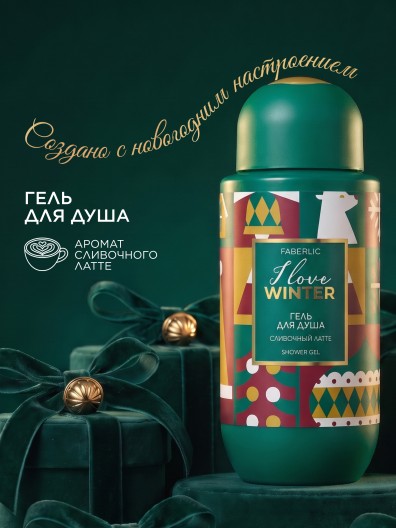 Создано с новогодним настроением
ГЕЛЬ
ДЛЯ ДУША
АРОМАТ
СЛИВОЧНОГО
ЛАТТЕ
FABERLIC
I love
WINTER
ГЕЛЬ
ДЛЯ ДУША
СЛИВОЧНЫЙ ЛАТТЕ
SHOWER GEL